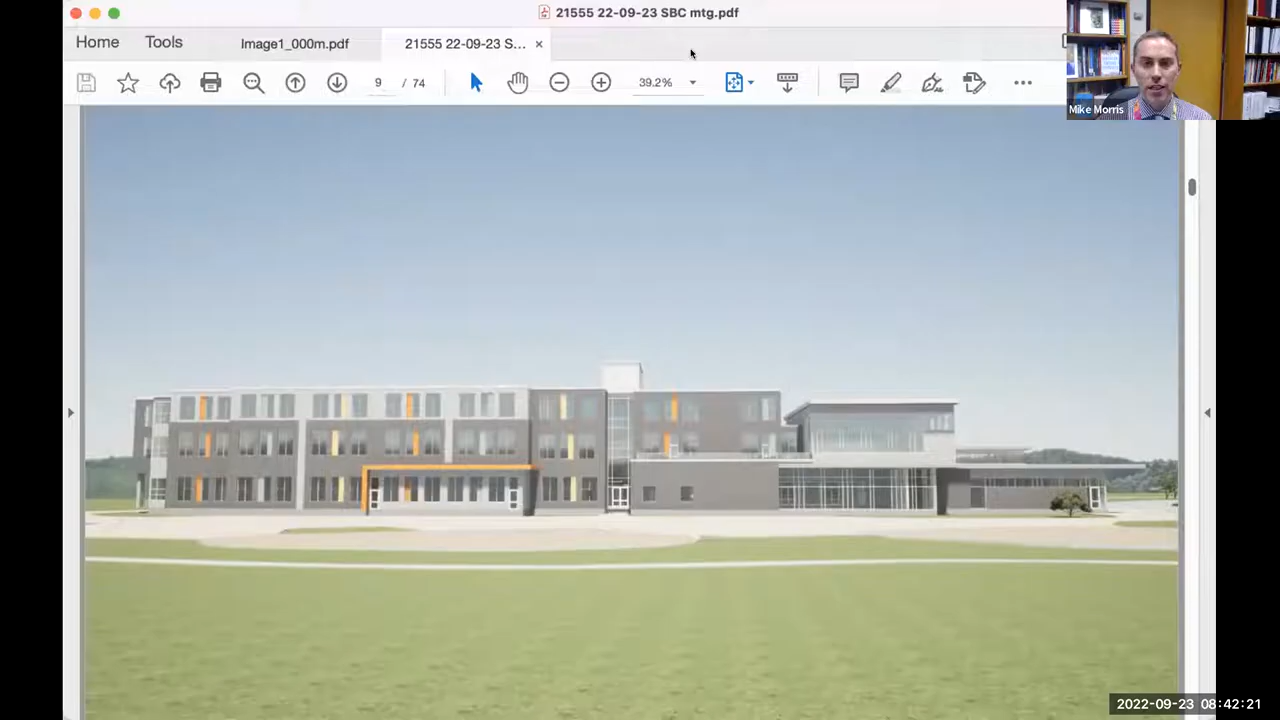 21555 22-09-23 SBC mtg.pdf
Home Tools Image1_000m.pdf 21555 22-09-23 S... ×
9 / 74 39.2%
Mike Morris
2022-09-23 08:42:21